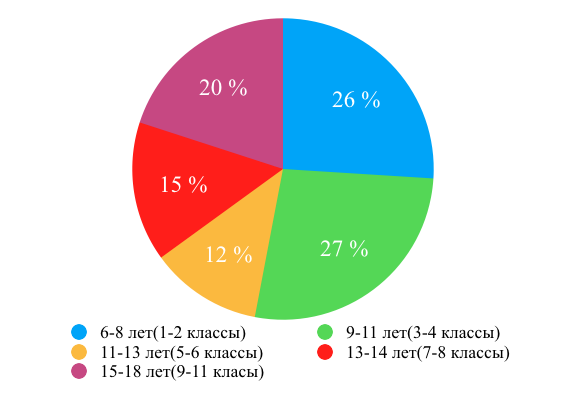 20 %
26 %
15 %
12 %
27 %
6-8 лет(1-2 классы)
9-11 лет(3-4 классы)
11-13 лет(5-6 классы)
13-14 лет(7-8 классы)
15-18 лет(9-11 класы)